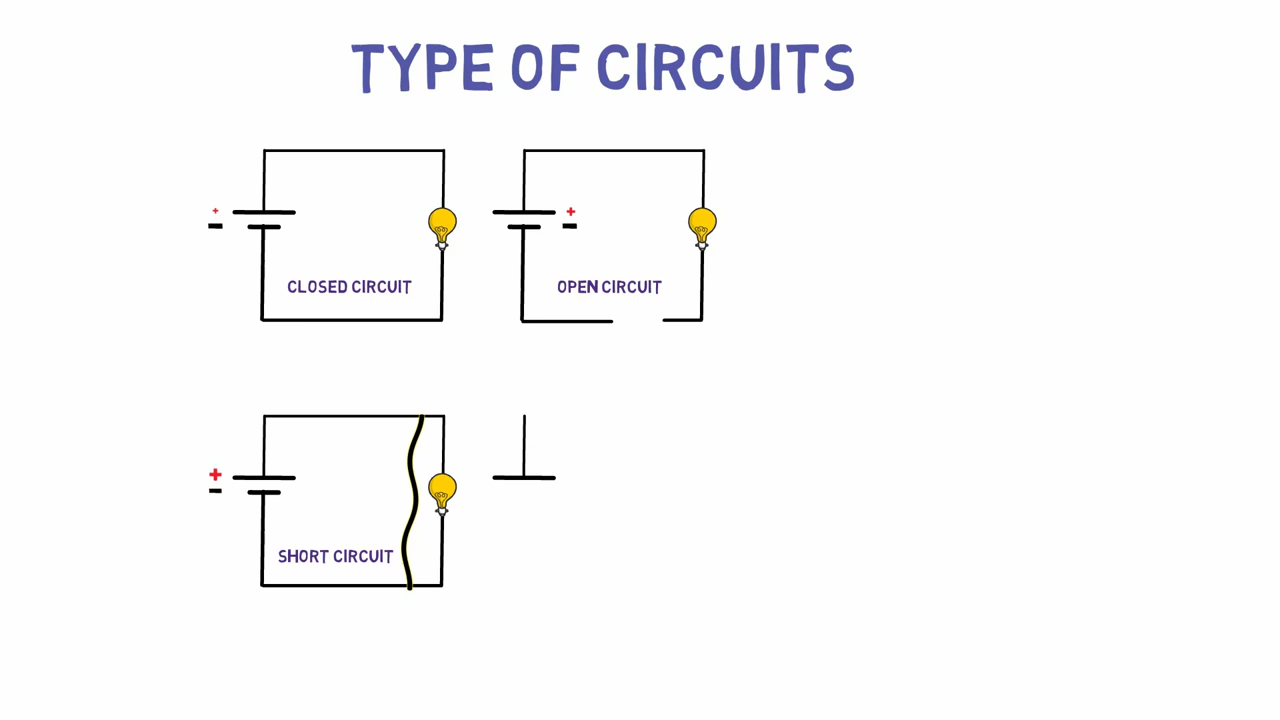 TYPE OF CIRCUITS
+
-
CLOSED CIRCUIT
+
-
OPEN CIRCUIT
+
-
SHORT CIRCUIT